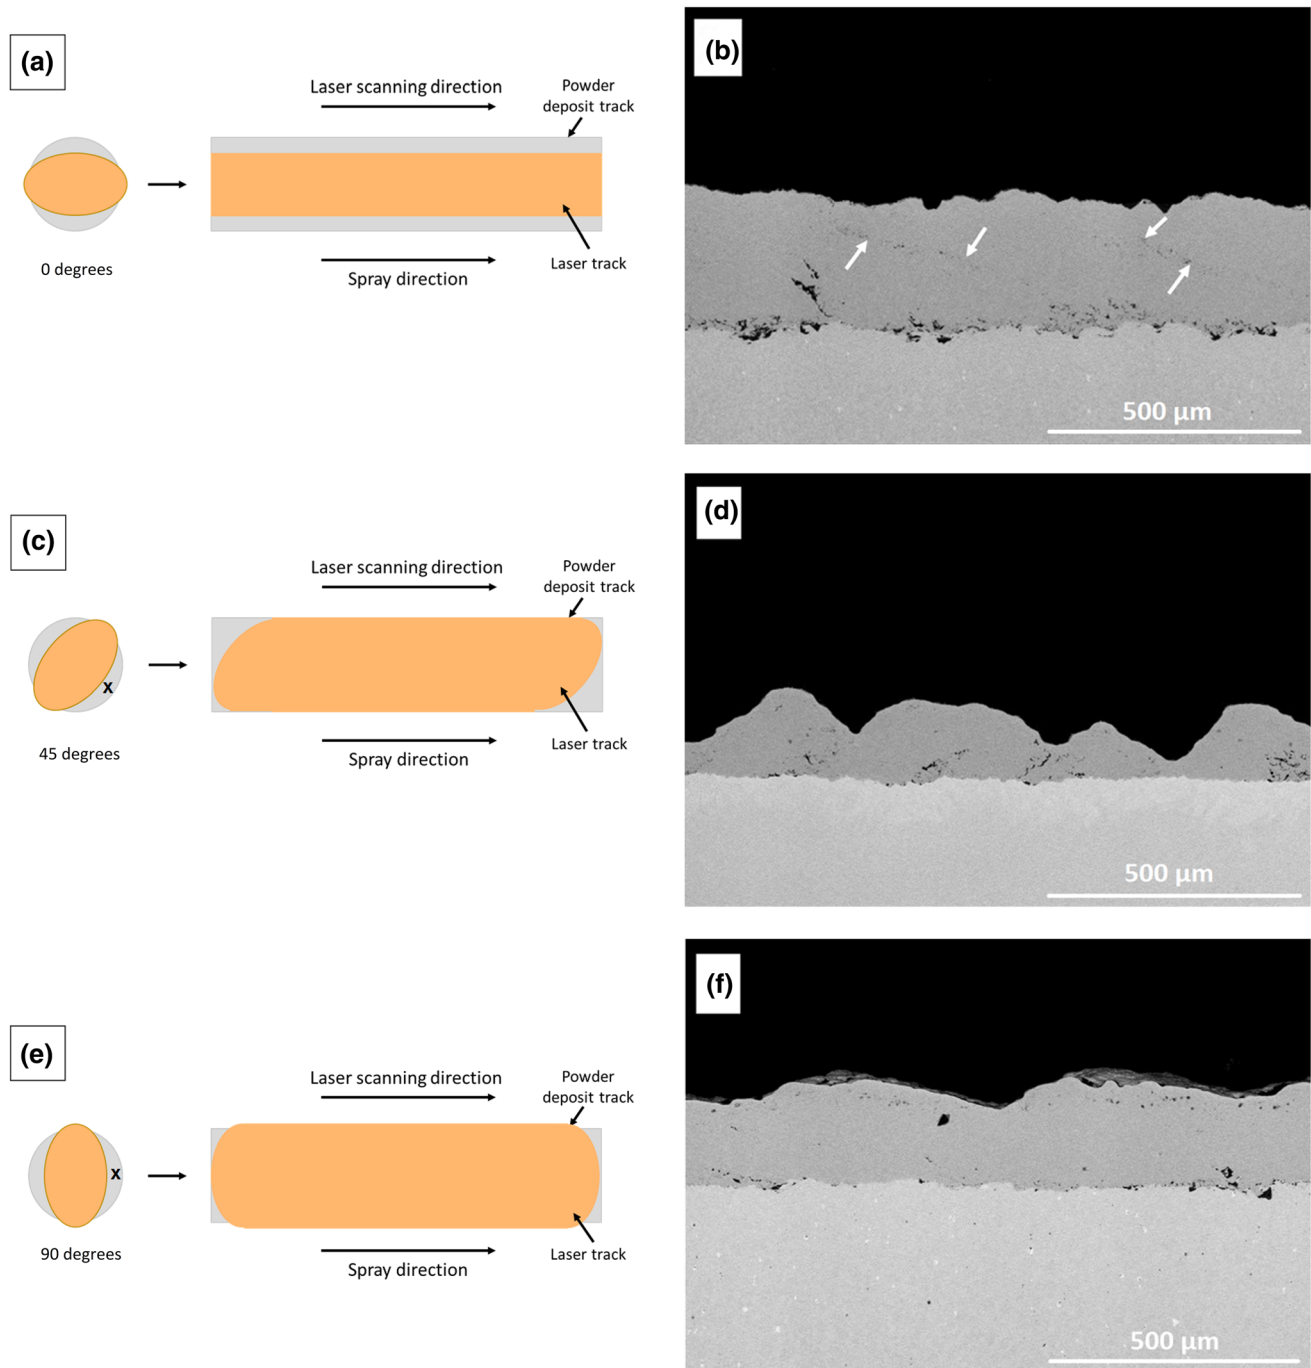 (a)
Laser scanning direction
Powder
deposit track
0 degrees
Spray direction
Laser track
(b)
500 µm
(c)
Laser scanning direction
Powder
deposit track
x
45 degrees
Spray direction
Laser track
(d)
500 µm
(e)
Laser scanning direction
Powder
deposit track
x
90 degrees
Spray direction
Laser track
(f)
500 µm